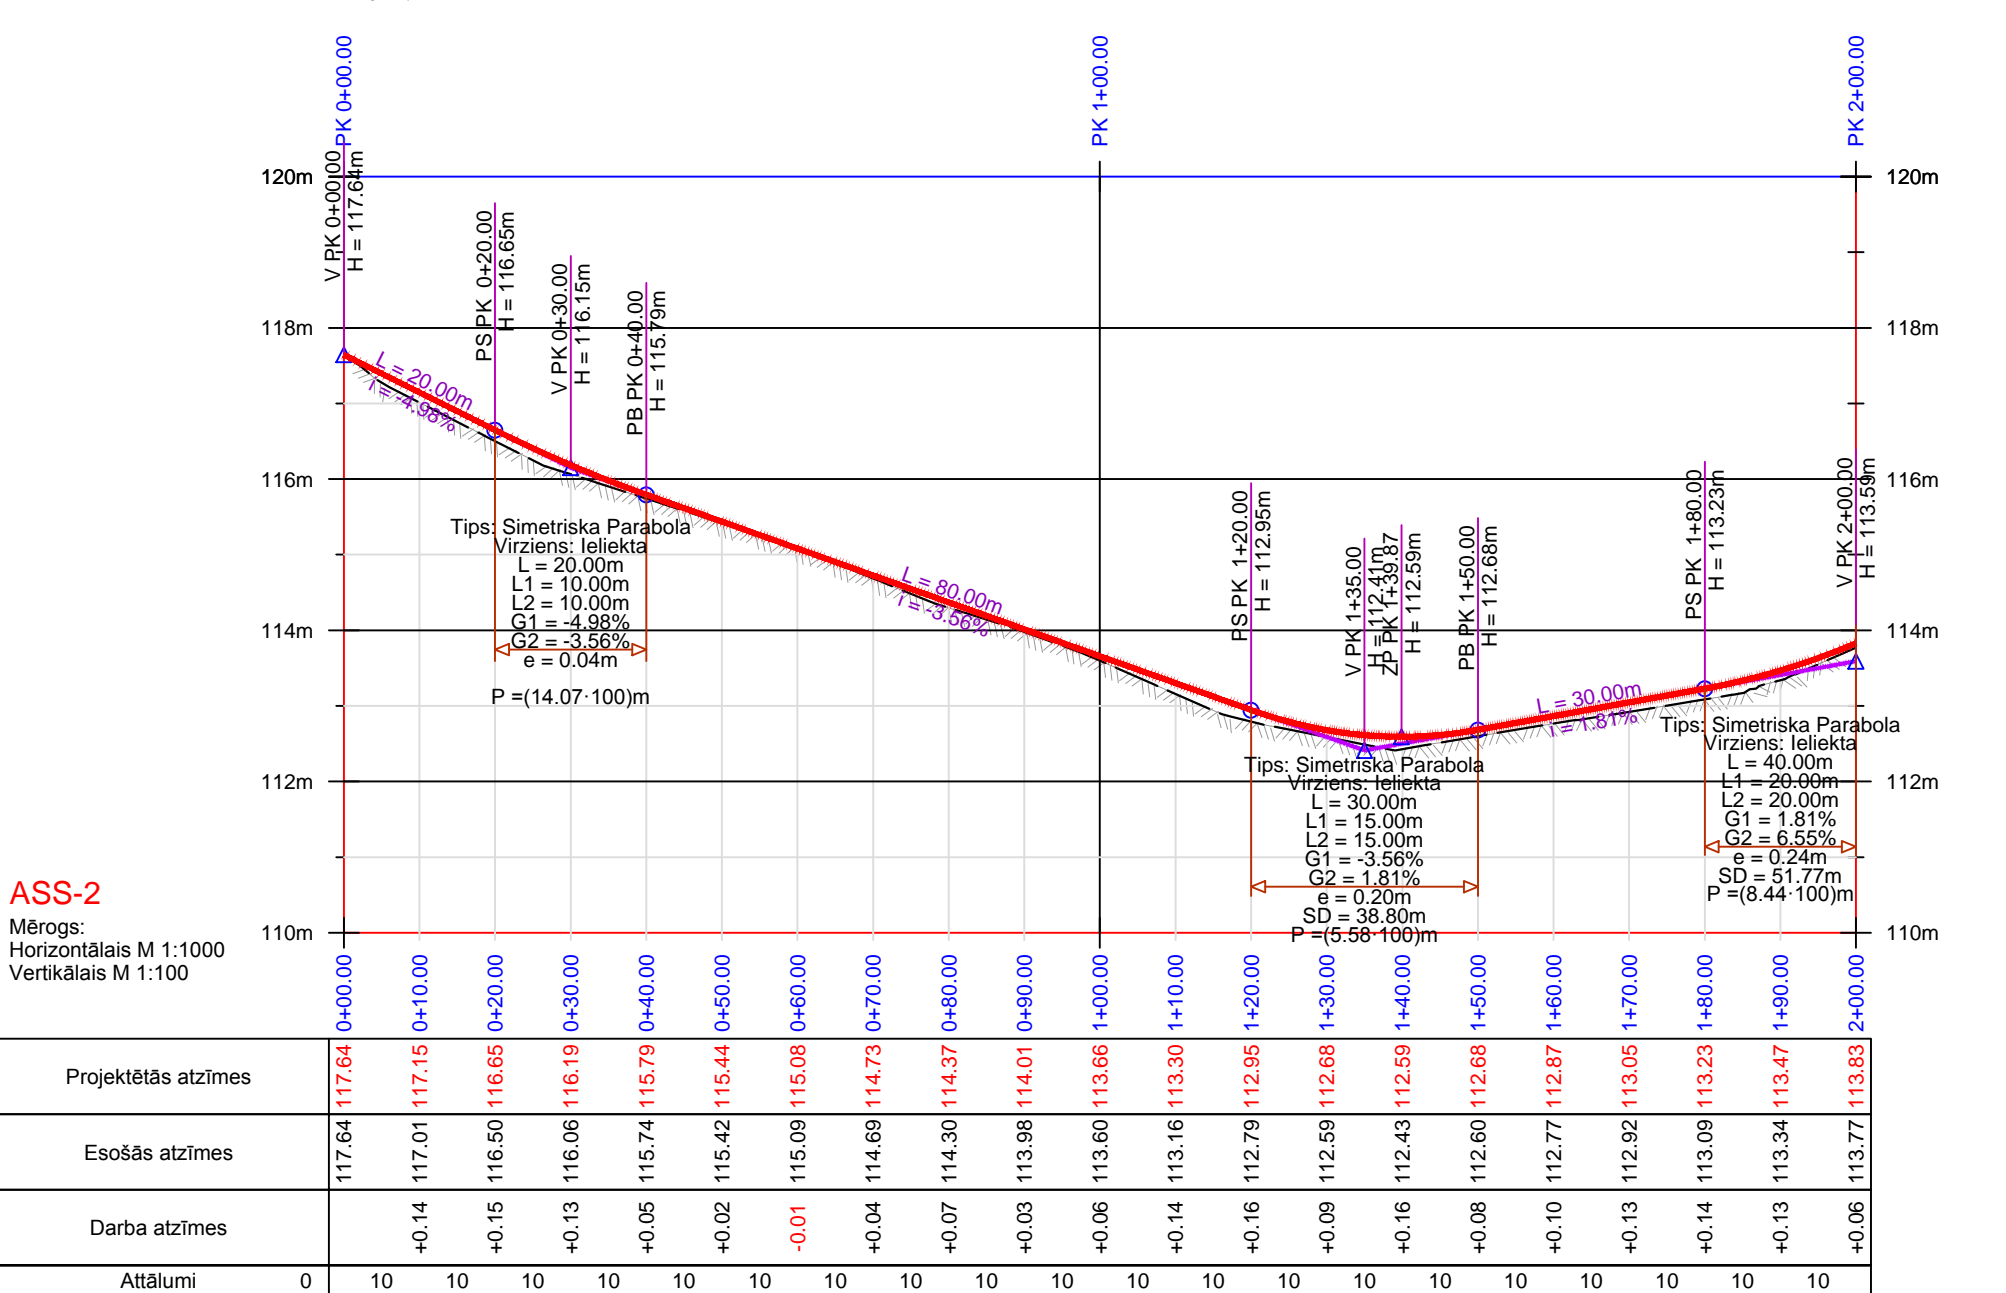 PK 0+00.00
PK 1+00.00
PK 2+00.00
V PK 0+00.00
H = 117.64m
PS PK 0+20.00
H = 116.65m
V PK 0+30.00
H = 116.15m
PB PK 0+40.00
H = 115.79m
PS PK 1+20.00
H = 112.95m
V PK 1+35.00
H = 112.41m
ZP PK 1+39.87
H = 112.59m
PB PK 1+50.00
H = 112.68m
PS PK 1+80.00
H = 113.23m
V PK 2+00.00
H = 113.59m
120m
118m
116m
114m
112m
110m
120m
118m
116m
114m
112m
110m
L = 20.00m
i = -4.98%
L = 80.00m
i = -3.56%
L = 30.00m
i = 1.81%
Tips: Simetriska Parabola
Virziens: Ieliekta
L = 20.00m
L1 = 10.00m
L2 = 10.00m
G1 = -4.98%
G2 = -3.56%
e = 0.04m
P =(14.07·100)m
Tips: Simetriska Parabola
Virziens: Ieliekta
L = 30.00m
L1 = 15.00m
L2 = 15.00m
G1 = -3.56%
G2 = 1.81%
e = 0.20m
SD = 38.80m
P =(5.58·100)m
Tips: Simetriska Parabola
Virziens: Ieliekta
L = 40.00m
L1 = 20.00m
L2 = 20.00m
G1 = 1.81%
G2 = 6.55%
e = 0.24m
SD = 51.77m
P =(8.44·100)m
ASS-2
Mērogs:
Horizontālais M 1:1000
Vertikālais M 1:100
0+00.00 0+10.00 0+20.00 0+30.00 0+40.00 0+50.00 0+60.00 0+70.00 0+80.00 0+90.00 1+00.00 1+10.00 1+20.00 1+30.00 1+40.00 1+50.00 1+60.00 1+70.00 1+80.00 1+90.00 2+00.00
Projektētās atzīmes 117.64 117.15 116.65 116.19 115.79 115.44 115.08 114.73 114.37 114.01 113.66 113.30 112.95 112.68 112.59 112.68 112.87 113.05 113.23 113.47 113.83
Esošās atzīmes 117.64 117.01 116.50 116.06 115.74 115.42 115.09 114.69 114.30 113.98 113.60 113.16 112.79 112.59 112.43 112.60 112.77 112.92 113.09 113.34 113.77
Darba atzīmes +0.14 +0.15 +0.13 +0.05 +0.02 -0.01 +0.04 +0.07 +0.03 +0.06 +0.14 +0.16 +0.09 +0.16 +0.08 +0.10 +0.13 +0.14 +0.13 +0.06
Attālumi 0 10 10 10 10 10 10 10 10 10 10 10 10 10 10 10 10 10 10 10 10